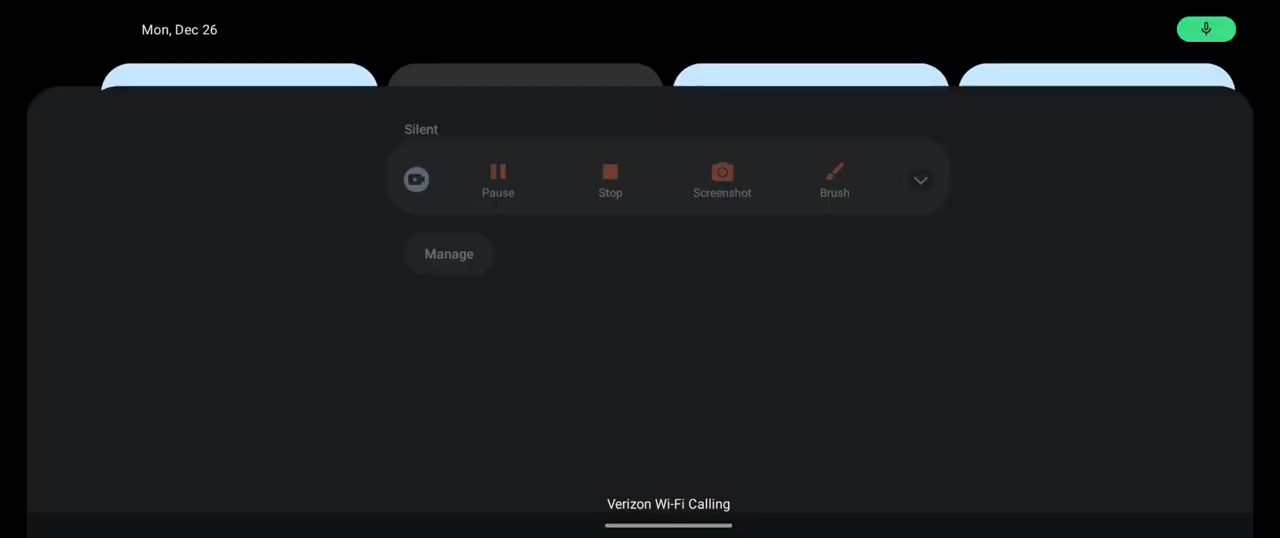 Mon, Dec 26
Silent
Pause Stop Screenshot Brush
Manage
Verizon Wi-Fi Calling